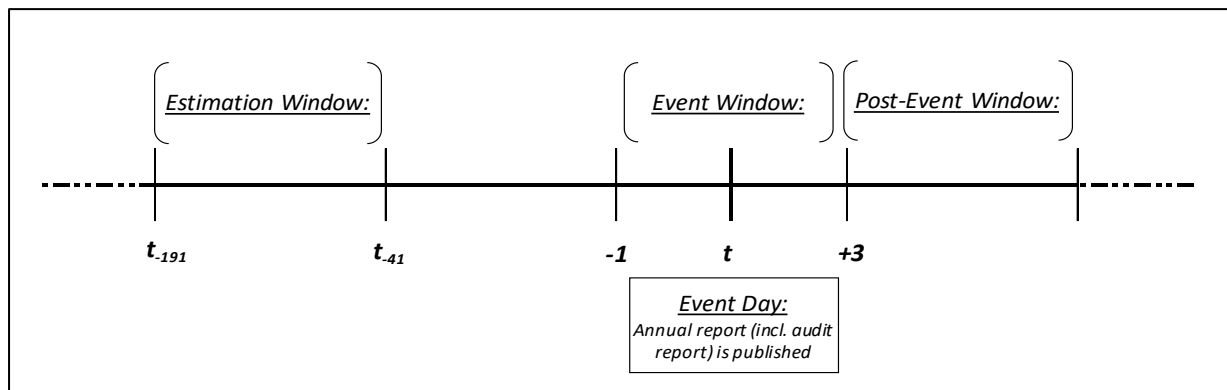 Estimation Window:
Event Window:
Post-Event Window:
t-191
t-41
-1
t
+3
Event Day:
Annual report (incl. audit
report) is published